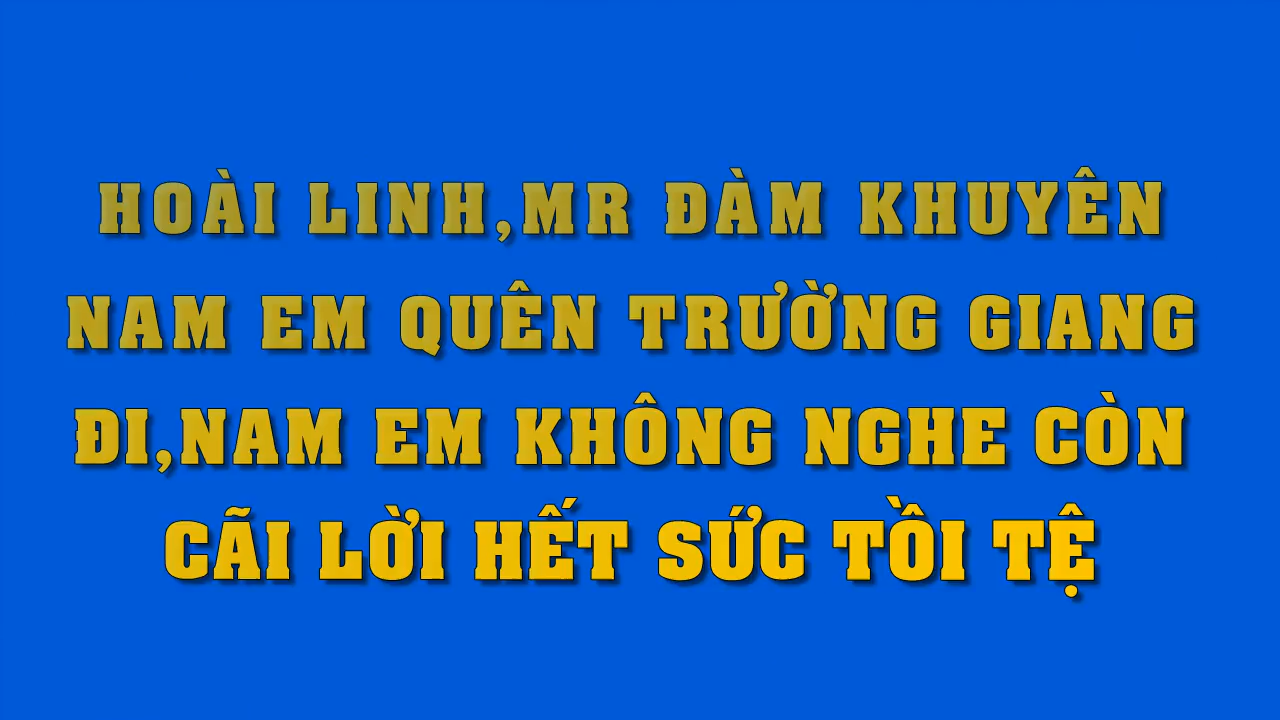 HOÀI LINH,MR ĐÀM KHUYÊN
NAM EM QUÊN TRƯỜNG GIANG
ĐI,NAM EM KHÔNG NGHE CÒN
CÃI LỜI HẾT SỨC TỒI TỆ